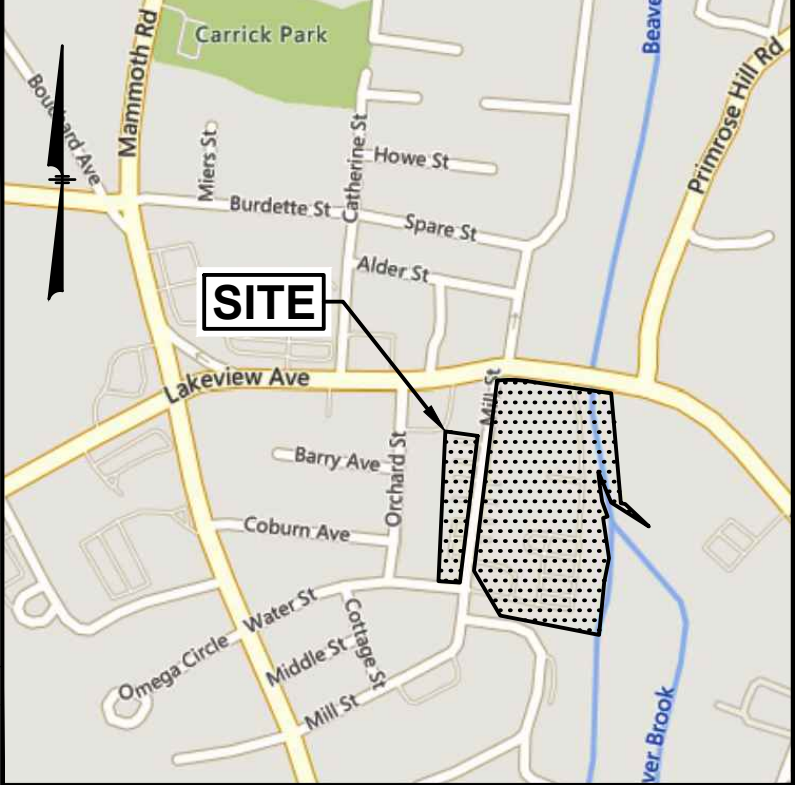 Carrick Park
Mammoth Rd
Beave
Primrose Hill Rd
Bouchard Ave
Miers St
Catherine St
Howe St
Burdette St
Spare St
Alder St
SITE
Lakeview Ave
Mill St
Orchard St
Barry Ave
Coburn Ave
Water St
Cottage St
Omega Circle
Middle St
Mill St
ver Brook